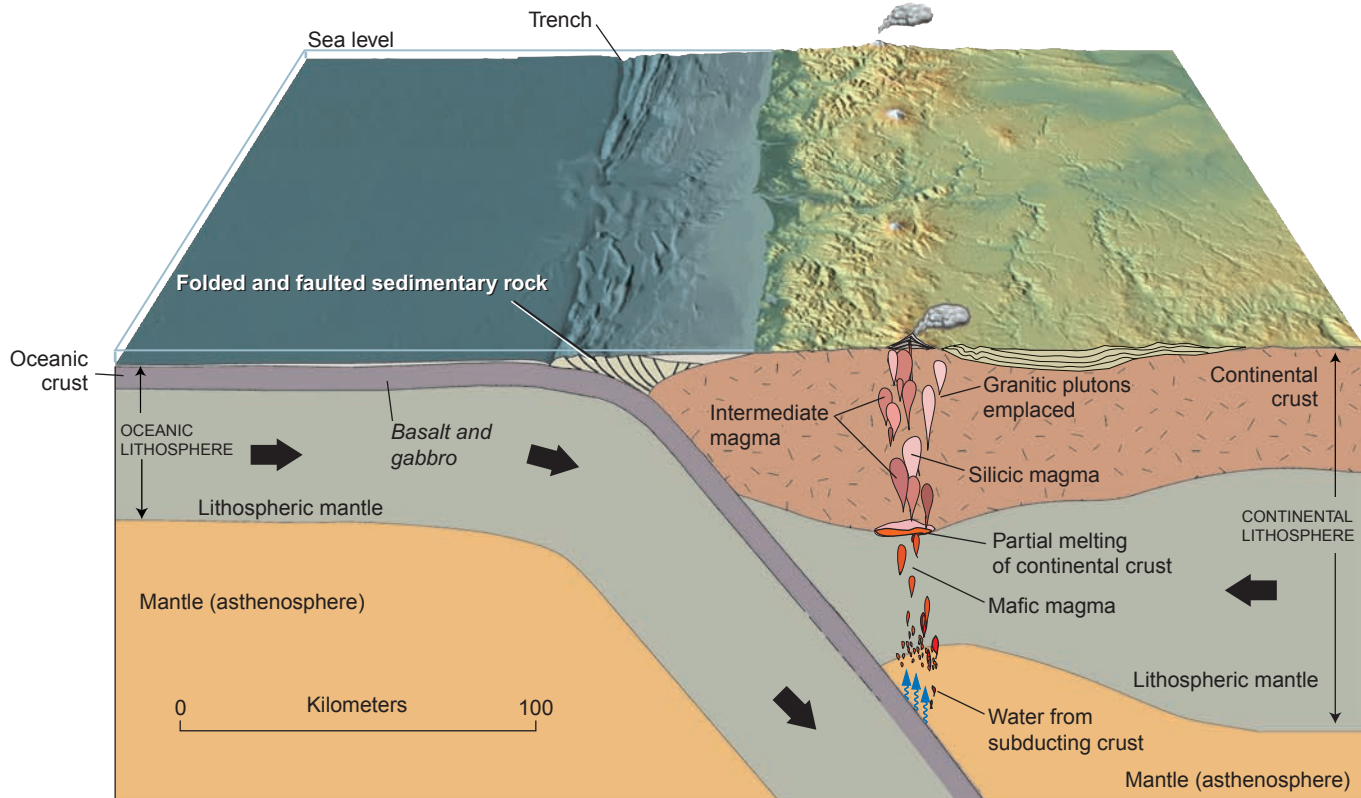 Trench
Sea level
Folded and faulted sedimentary rock
Oceanic
crust
OCEANIC
LITHOSPHERE
Basalt and
gabbro
Lithospheric mantle
Mantle (asthenosphere)
0 Kilometers 100
Intermediate
magma
Granitic plutons
emplaced
Silicic magma
Continental
crust
Partial melting
of continental crust
Mafic magma
CONTINENTAL
LITHOSPHERE
Lithospheric mantle
Water from
subducting crust
Mantle (asthenosphere)